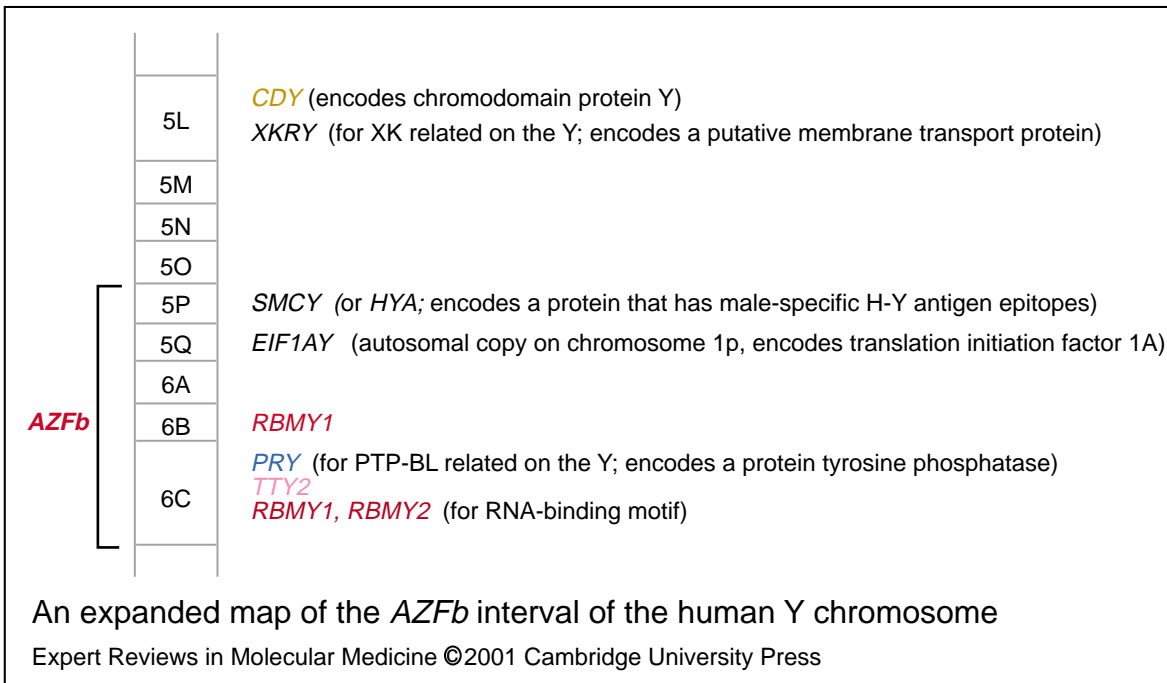 CDY (encodes chromodomain protein Y)
5L
XKRY (for XK related on the Y; encodes a putative membrane transport protein)
5M
5N
5O
5P SMCY (or HYA; encodes a protein that has male-specific H-Y antigen epitopes)
5Q EIF1AY (autosomal copy on chromosome 1p, encodes translation initiation factor 1A)
6A
AZFb 6B RBMY1
PRY (for PTP-BL related on the Y; encodes a protein tyrosine phosphatase)
TTY2
6C
RBMY1, RBMY2 (for RNA-binding motif)
An expanded map of the AZFb interval of the human Y chromosome
Expert Reviews in Molecular Medicine ©2001 Cambridge University Press